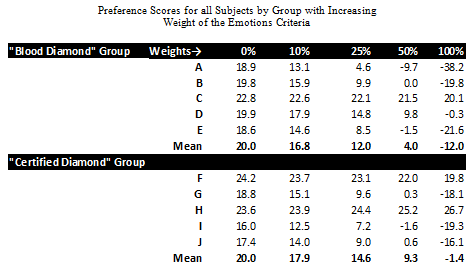 Preference Scores for all Subjects by Group with Increasing
Weight of the Emotions Criteria
"Blood Diamond" Group Weights→ 0% 10% 25% 50% 100%
A 18.9 13.1 4.6 -9.7 -38.2
B 19.8 15.9 9.9 0.0 -19.8
C 22.8 22.6 22.1 21.5 20.1
D 19.9 17.9 14.8 9.8 -0.3
E 18.6 14.6 8.5 -1.5 -21.6
Mean 20.0 16.8 12.0 4.0 -12.0
"Certified Diamond" Group
F 24.2 23.7 23.1 22.0 19.8
G 18.8 15.1 9.6 0.3 -18.1
H 23.6 23.9 24.4 25.2 26.7
I 16.0 12.5 7.2 -1.6 -19.3
J 17.4 14.0 9.0 0.6 -16.1
Mean 20.0 17.9 14.6 9.3 -1.4